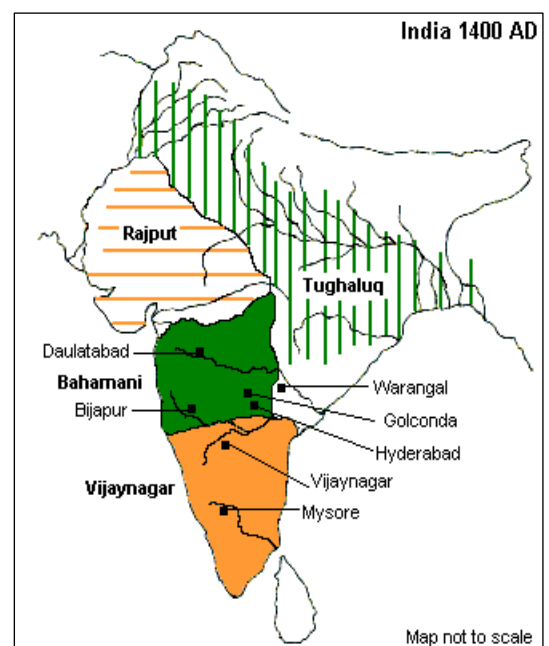 India 1400 AD
Rajput
Tughaluq
Daulatabad
Bahamani
Warangal
Bijapur
Golconda
Hyderabad
Vijaynagar
Vijaynagar
Mysore
Map not to scale